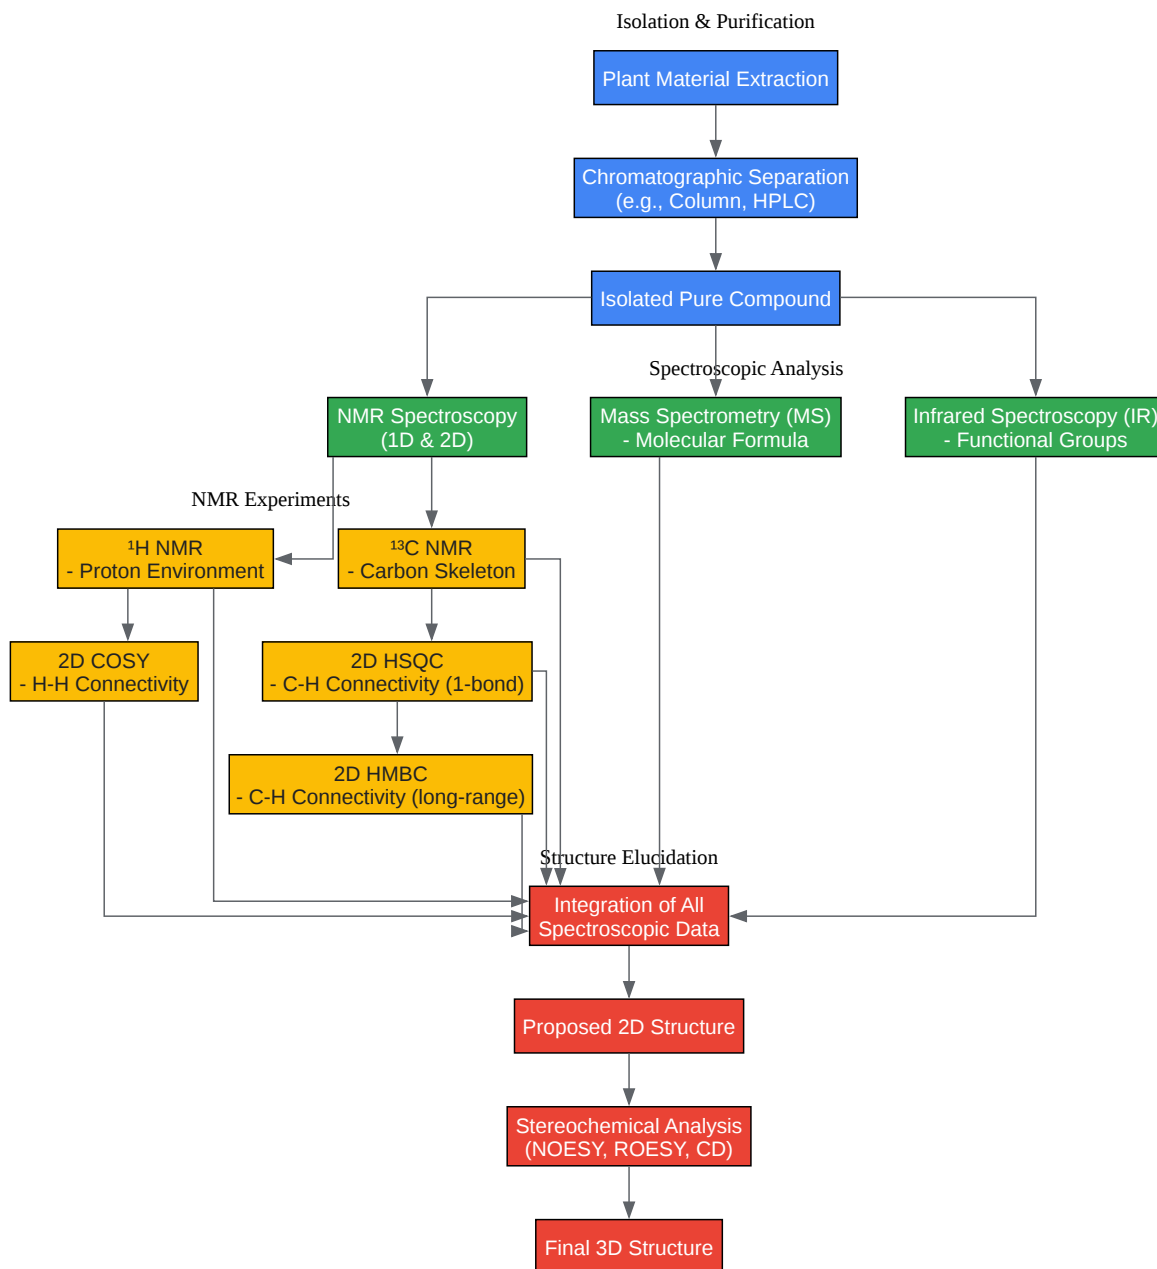 Isolation & Purification
Plant Material Extraction
Chromatographic Separation
(e.g., Column, HPLC)
Isolated Pure Compound
Spectroscopic Analysis
NMR Spectroscopy
(1D & 2D)
Mass Spectrometry (MS)
- Molecular Formula
Infrared Spectroscopy (IR)
- Functional Groups
NMR Experiments
¹H NMR
- Proton Environment
¹³C NMR
- Carbon Skeleton
2D COSY
- H-H Connectivity
2D HSQC
- C-H Connectivity (1-bond)
2D HMBC
- C-H Connectivity (long-range)
Structure Elucidation
Integration of All
Spectroscopic Data
Proposed 2D Structure
Stereochemical Analysis
(NOESY, ROESY, CD)
Final 3D Structure